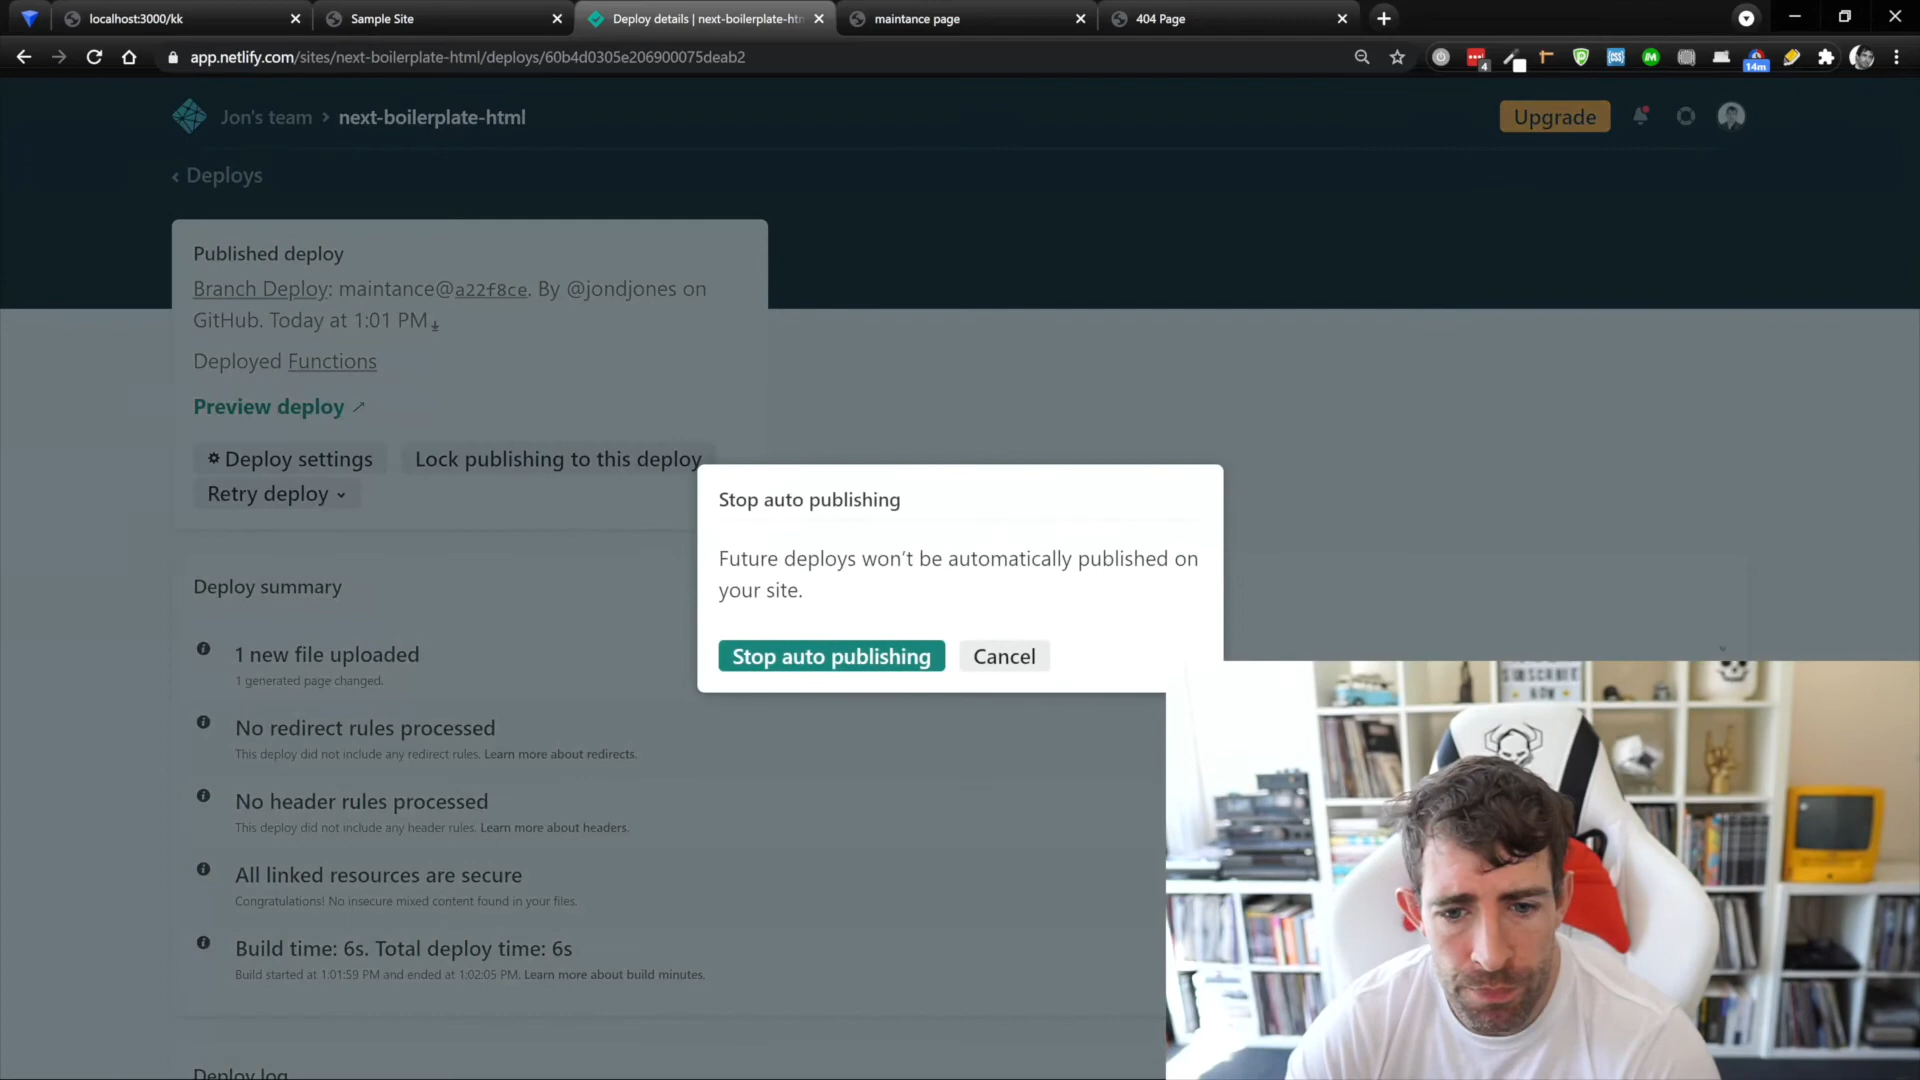 localhost:3000/kk
Sample Site
Deploy details | next-boilerplate-htm
maintance page
404 Page
app.netlify.com/sites/next-boilerplate-html/deploys/60b4d0305e206900075deab2
4
14m
Jon's team › next-boilerplate-html
Upgrade
‹ Deploys
Published deploy
Branch Deploy: maintance@a22f8ce. By @jondjones on
GitHub. Today at 1:01 PM
Deployed Functions
Preview deploy
Deploy settings
Lock publishing to this deploy
Retry deploy
Stop auto publishing
Future deploys won't be automatically published on
your site.
Stop auto publishing
Cancel
Deploy summary
1 new file uploaded
1 generated page changed.
No redirect rules processed
This deploy did not include any redirect rules. Learn more about redirects.
No header rules processed
This deploy did not include any header rules. Learn more about headers.
All linked resources are secure
Congratulations! No insecure mixed content found in your files.
Build time: 6s. Total deploy time: 6s
Build started at 1:01:59 PM and ended at 1:02:05 PM. Learn more about build minutes.
Deploy log
SUBSCRIBE
NOW